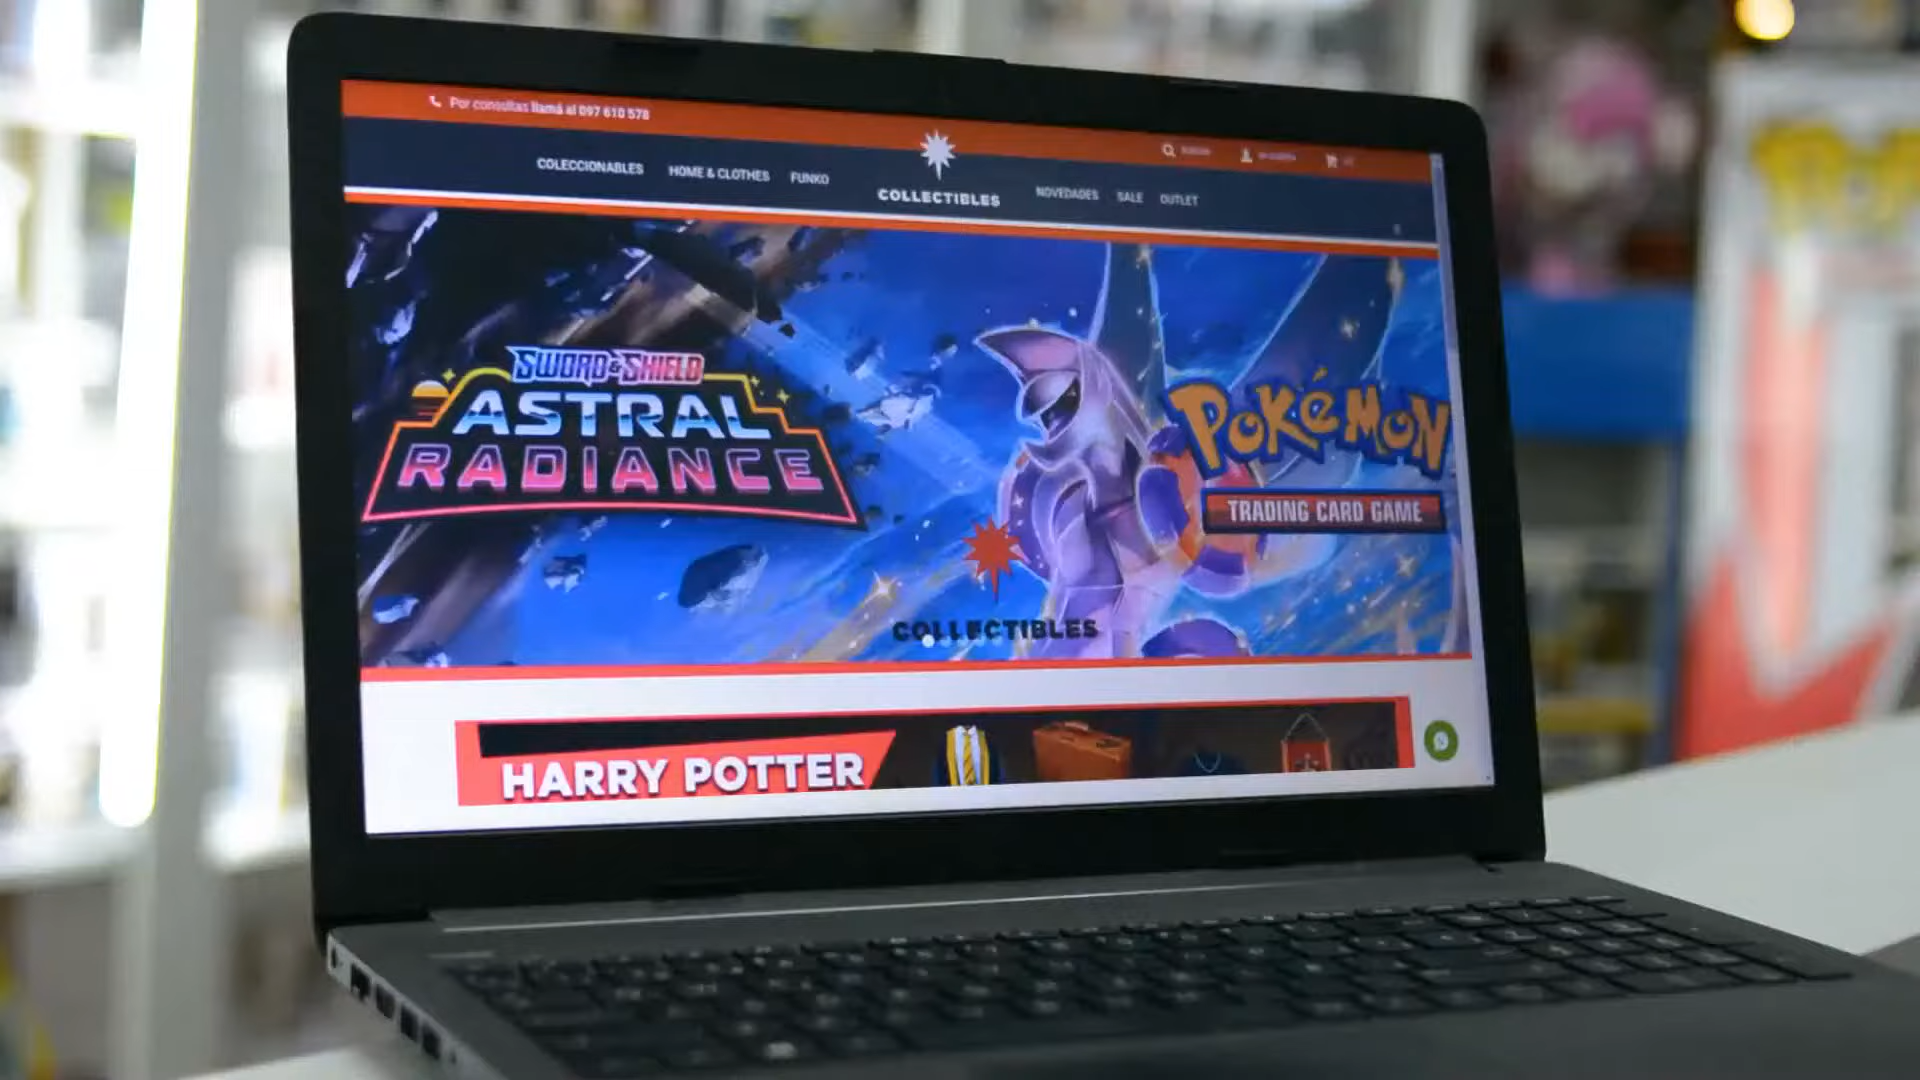 Por consultas llamá al 097 610 578
COLECCIONABLES HOME & CLOTHES FUNKO
COLLECTIBLES
NOVEDADES SALE OUTLET
SWORD & SHIELD
ASTRAL
RADIANCE
POKéMON
TRADING CARD GAME
COLLECTIBLES
HARRY POTTER